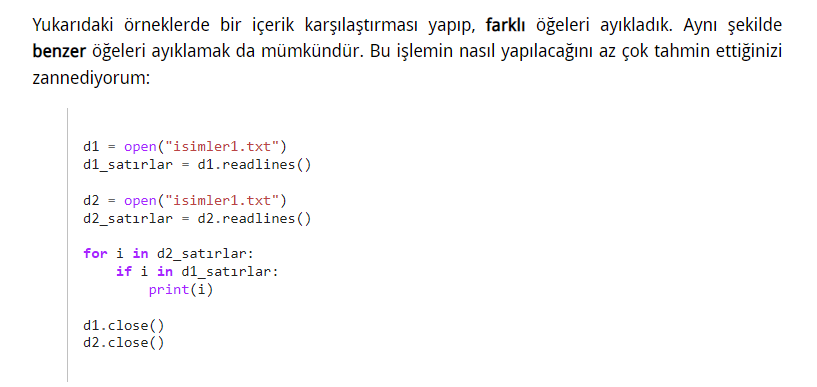 Yukarıdaki örneklerde bir içerik karşılaştırması yapıp, farklı öğeleri ayıkladık. Aynı şekilde
benzer öğeleri ayıklamak da mümkündür. Bu işlemin nasıl yapılacağını az çok tahmin ettiğinizi
zannediyorum:
d1 = open("isimler1.txt")
d1_satırlar = d1.readlines()
d2 = open("isimler1.txt")
d2_satırlar = d2.readlines()
for i in d2_satırlar:
    if i in d1_satırlar:
        print(i)
d1.close()
d2.close()